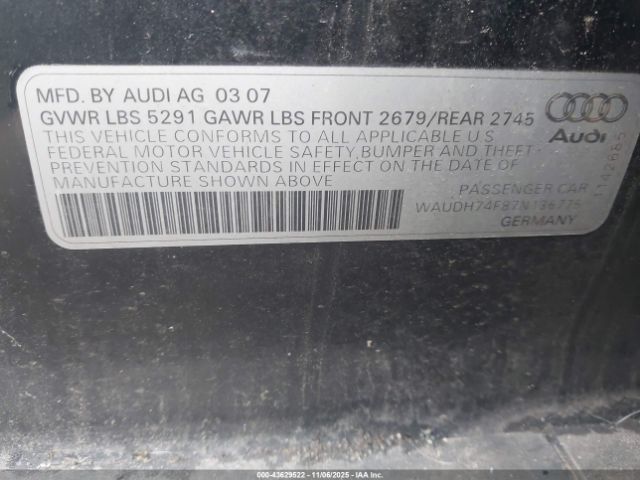 MFD. BY AUDI AG 03 07
GVWR LBS 5291 GAWR LBS FRONT 2679/REAR 2745
THIS VEHICLE CONFORMS TO ALL APPLICABLE U S
FEDERAL MOTOR VEHICLE SAFETY,BUMPER AND THEFT-
PREVENTION STANDARDS IN EFFECT ON THE DATE OF
MANUFACTURE SHOWN ABOVE
PASSENGER CAR
WAUDH74F87N136775
GERMANY
Audi
1142665
000-43629522 | 11/06/2025 - © IAA Inc.